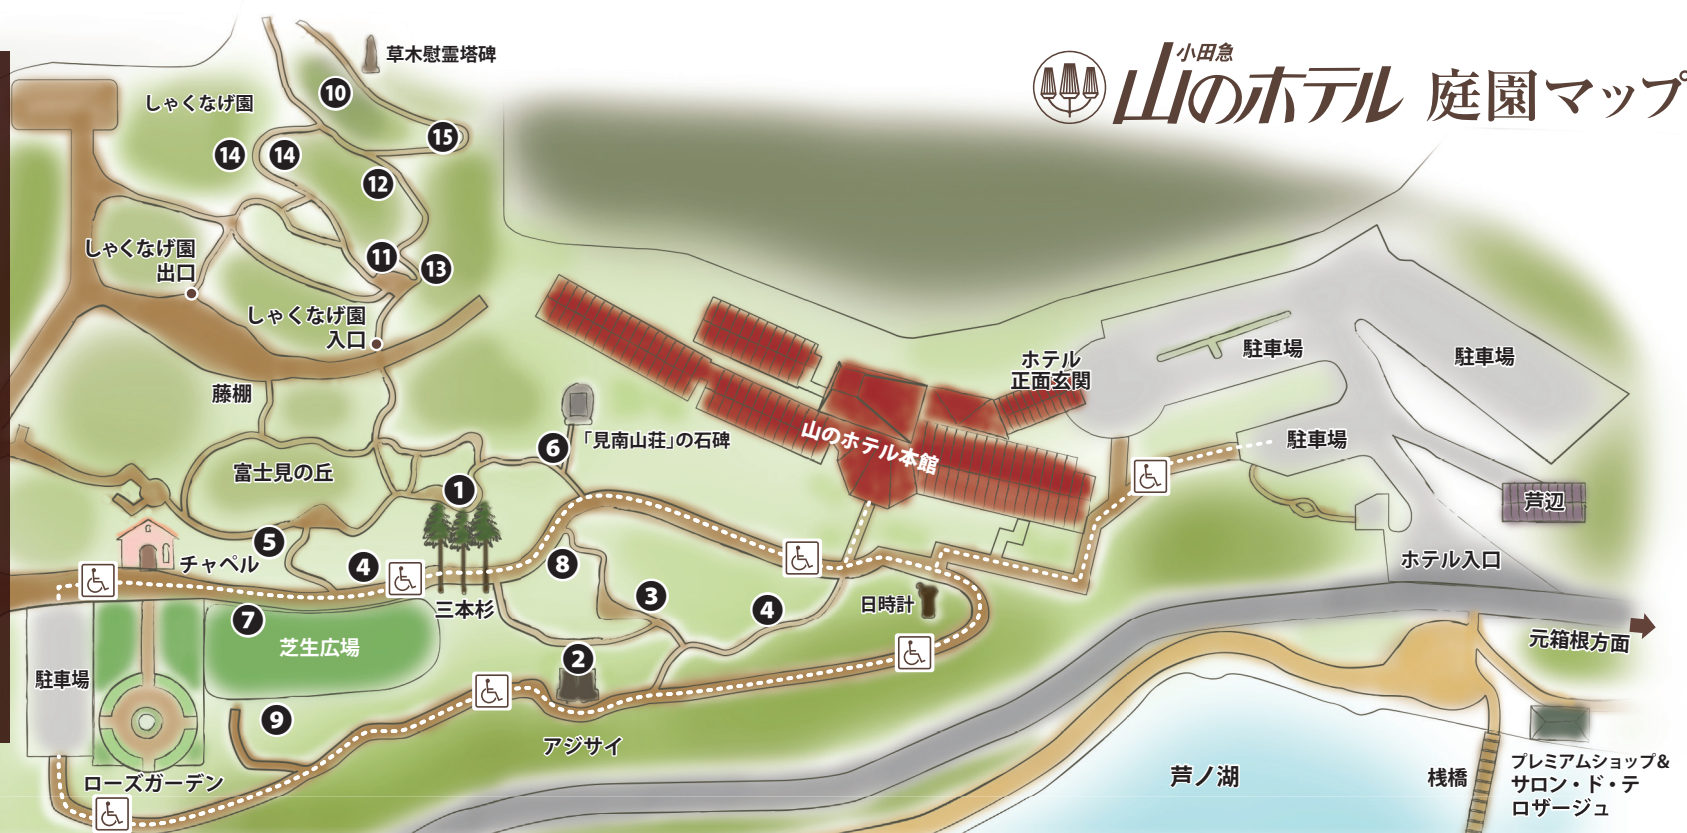 小田急
山のホテル 庭園マップ
草木慰霊塔碑
10
しゃくなげ園
15
14
14
12
しゃくなげ園
出口
11
13
しゃくなげ園
入口
藤棚
ホテル
正面玄関
駐車場
駐車場
駐車場
「見南山荘」の石碑
6
山のホテル本館
富士見の丘
1
芦辺
5
チャペル
4
8
ホテル入口
3
4
日時計
三本杉
7
芝生広場
元箱根方面
2
駐車場
9
アジサイ
ローズガーデン
芦ノ湖
桟橋
プレミアムショップ&
サロン・ド・テ
ロザージュ